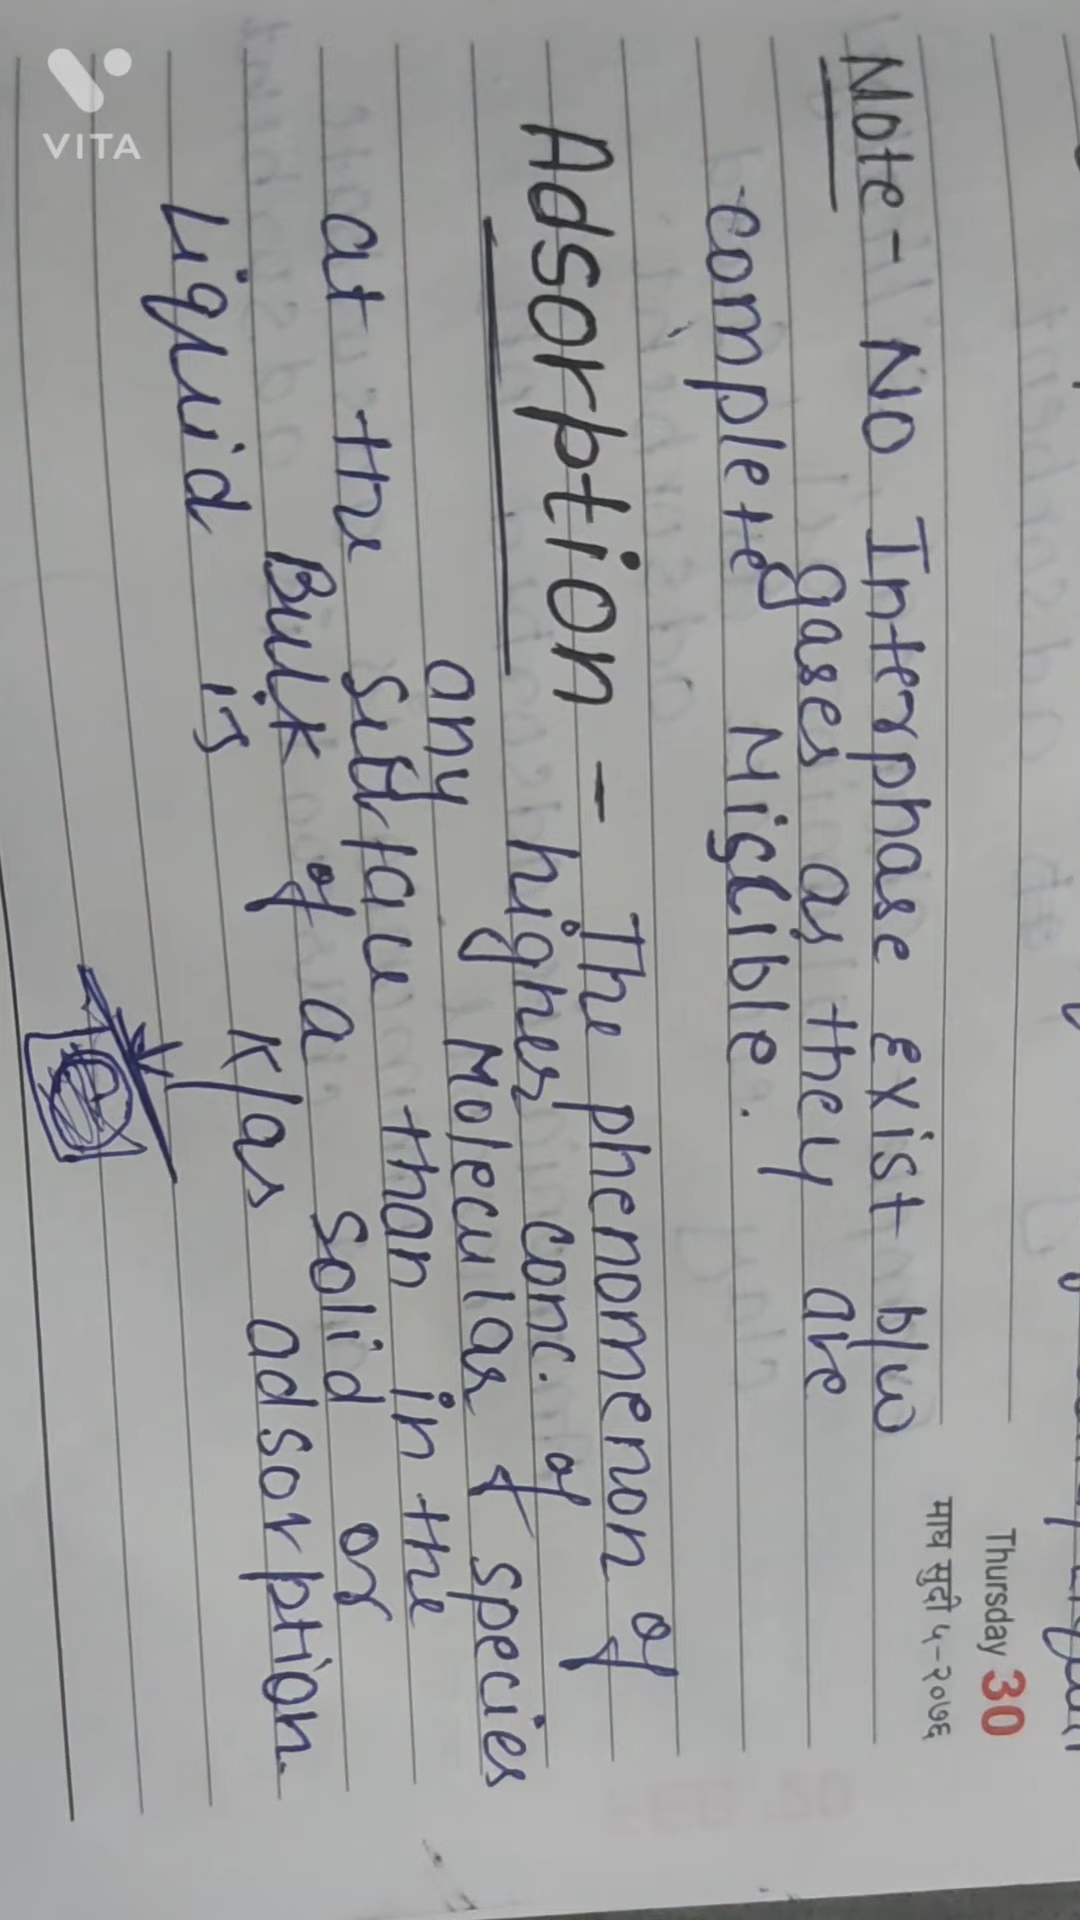 Thursday 30
माघ सुदी ५-२०७६
Note- No Interphase Exist b/w
gases as they are
complete Miscible.
Adsorption - The phenomenon of
higher conc. of
any Molecular & species
at the surface than in the
Bulk of a solid or
Liquid is K/as adsorption.
VITA